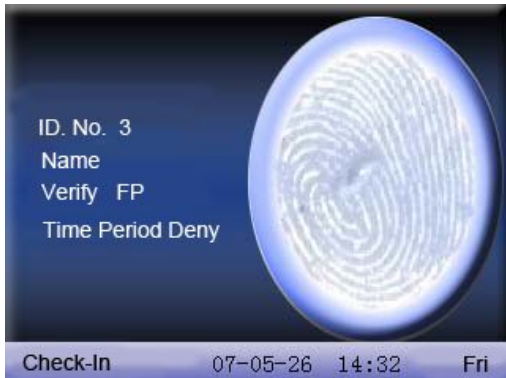 ID. No. 3
Name
Verify FP
Time Period Deny
Check-In 07-05-26 14:32 Fri